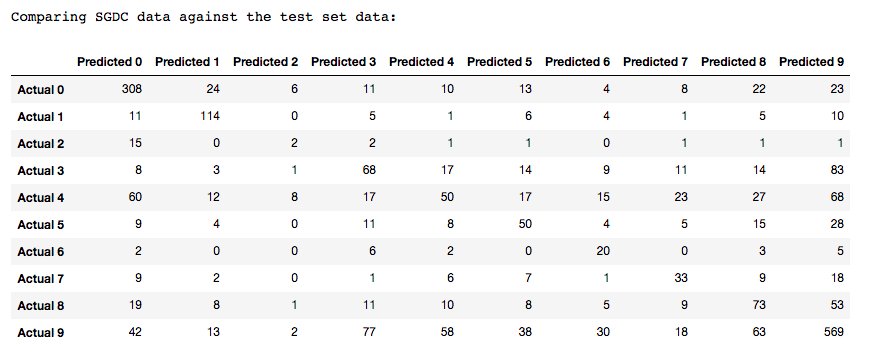 Comparing SGDC data against the test set data:
Predicted 0 Predicted 1 Predicted 2 Predicted 3 Predicted 4 Predicted 5 Predicted 6 Predicted 7 Predicted 8 Predicted 9
Actual 0 308 24 6 11 10 13 4 8 22 23
Actual 1 11 114 0 5 1 6 4 1 5 10
Actual 2 15 0 2 2 1 1 0 1 1 1
Actual 3 8 3 1 68 17 14 9 11 14 83
Actual 4 60 12 8 17 50 17 15 23 27 68
Actual 5 9 4 0 11 8 50 4 5 15 28
Actual 6 2 0 0 6 2 0 20 0 3 5
Actual 7 9 2 0 1 6 7 1 33 9 18
Actual 8 19 8 1 11 10 8 5 9 73 53
Actual 9 42 13 2 77 58 38 30 18 63 569